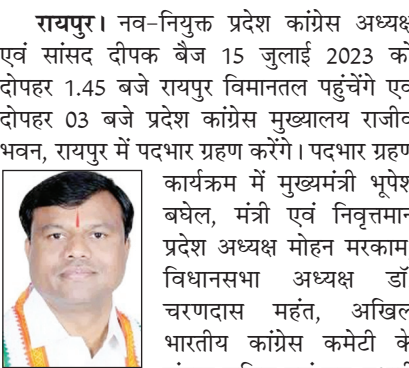 रायपुर। नव-नियुक्त प्रदेश कांग्रेस अध्यक्ष
एवं सांसद दीपक बैज 15 जुलाई 2023 को
दोपहर 1.45 बजे रायपुर विमानतल पहुंचेंगे एवं
दोपहर 03 बजे प्रदेश कांग्रेस मुख्यालय राजीव
भवन, रायपुर में पदभार ग्रहण करेंगे। पदभार ग्रहण
कार्यक्रम में मुख्यमंत्री भूपेश
बघेल, मंत्री एवं निवृत्तमान
प्रदेश अध्यक्ष मोहन मरकाम,
विधानसभा अध्यक्ष डॉ
चरणदास महंत, अखिल
भारतीय कांग्रेस कमेटी के